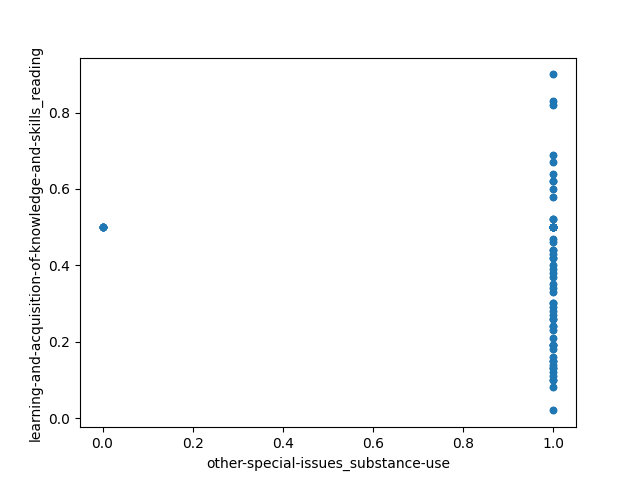 learning-and-acquisition-of-knowledge-and-skills_reading
0.8
0.6
0.4
0.2
0.0
0.0 0.2 0.4 0.6 0.8 1.0
other-special-issues_substance-use